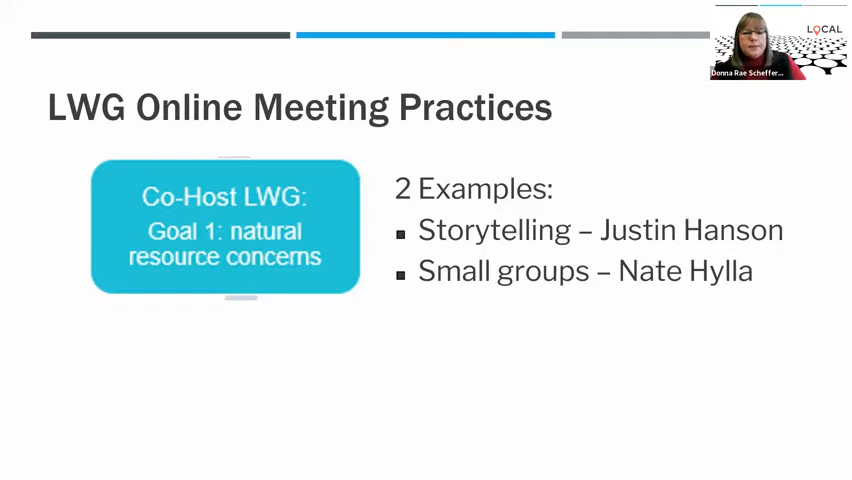 LOCAL
Donna Rae Scheffer...
LWG Online Meeting Practices
Co-Host LWG:
Goal 1: natural
resource concerns
2 Examples:
▪ Storytelling – Justin Hanson
▪ Small groups – Nate Hylla